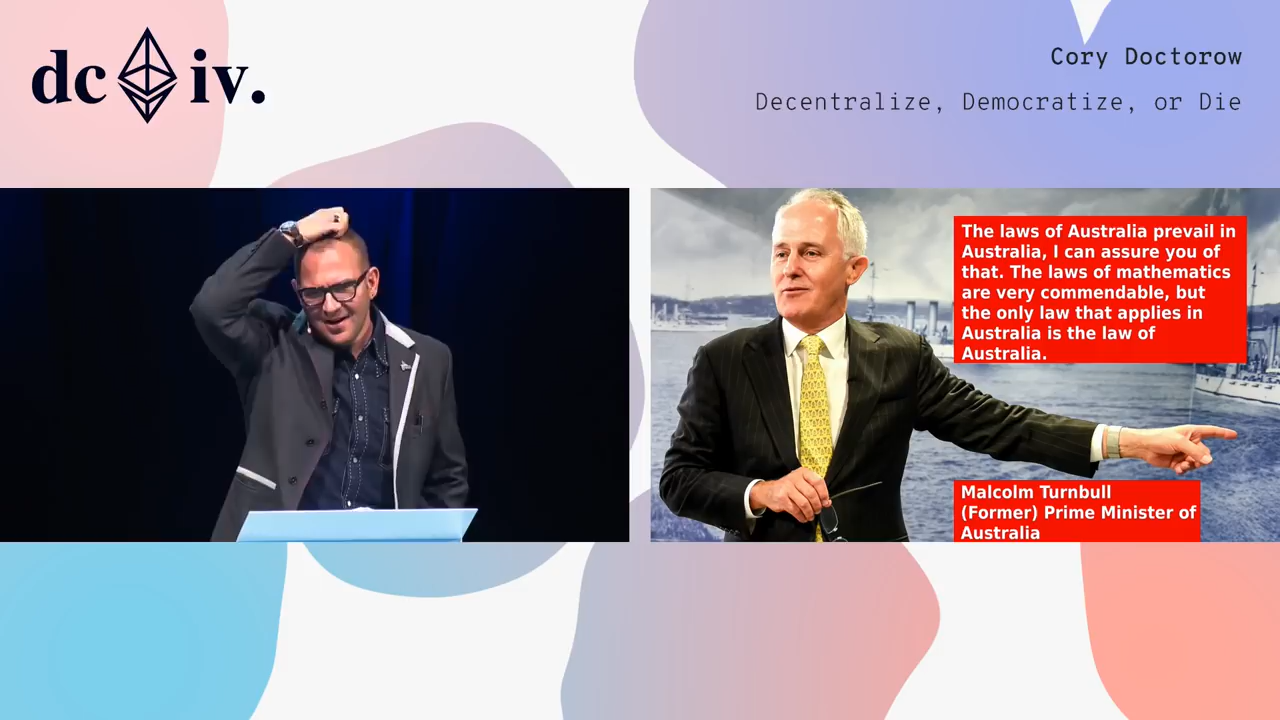 dc iv.
Cory Doctorow
Decentralize, Democratize, or Die
The laws of Australia prevail in
Australia, I can assure you of
that. The laws of mathematics
are very commendable, but
the only law that applies in
Australia is the law of
Australia.
Malcolm Turnbull
(Former) Prime Minister of
Australia